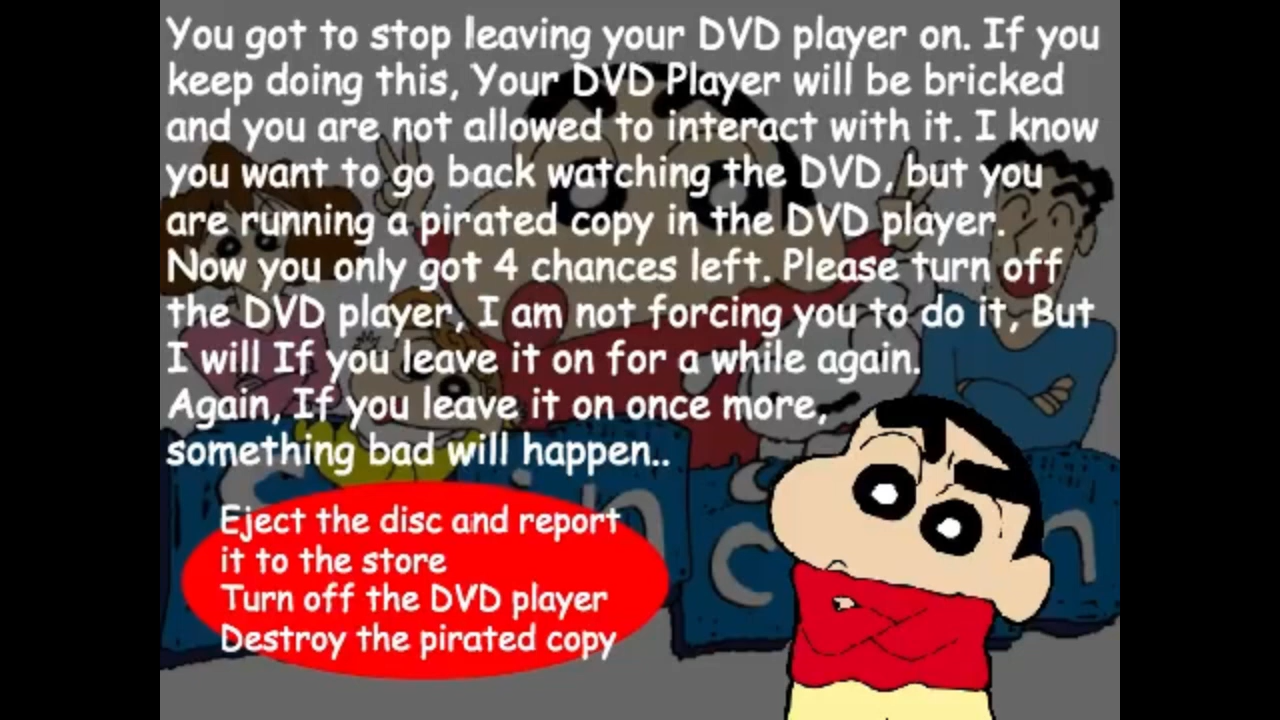 You got to stop leaving your DVD player on. If you
keep doing this, Your DVD Player will be bricked
and you are not allowed to interact with it. I know
you want to go back watching the DVD, but you
are running a pirated copy in the DVD player.
Now you only got 4 chances left. Please turn off
the DVD player, I am not forcing you to do it, But
I will If you leave it on for a while again.
Again, If you leave it on once more,
something bad will happen..
Eject the disc and report
it to the store
Turn off the DVD player
Destroy the pirated copy